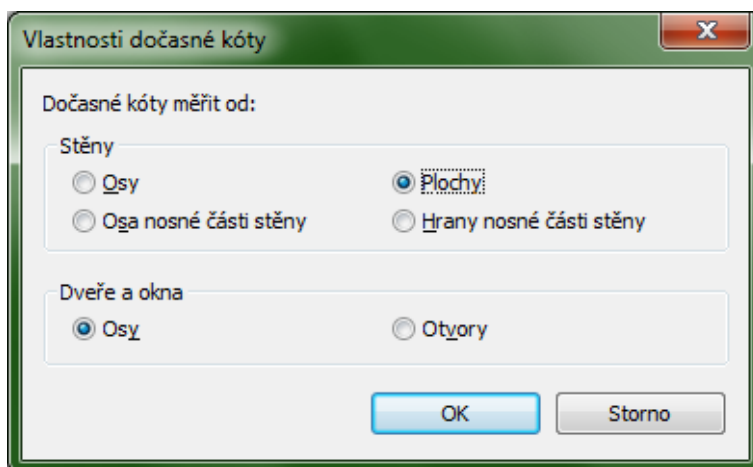 Vlastnosti dočasné kóty
Dočasné kóty měřit od:
Stěny
Osy
Plochy
Osa nosné části stěny
Hrany nosné části stěny
Dveře a okna
Osy
Otvory
OK
Storno